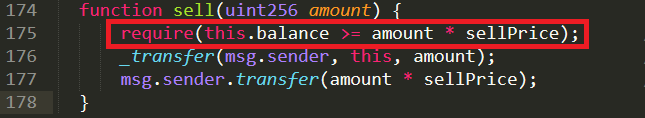 174 function sell(uint256 amount) {
175 require(this.balance >= amount * sellPrice);
176 _transfer(msg.sender, this, amount);
177 msg.sender.transfer(amount * sellPrice);
178 }